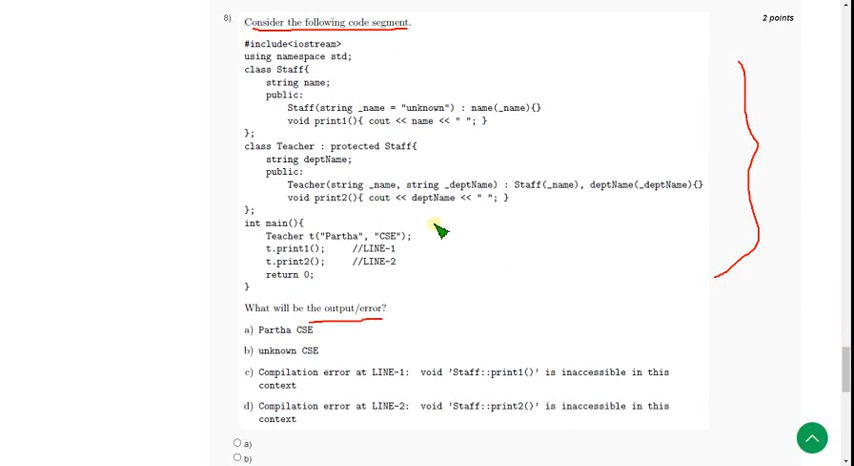 8)
Consider the following code segment.
2 points
#include<iostream>
using namespace std;
class Staff{
string name;
public:
Staff(string _name = "unknown") : name(_name){}
void print1(){ cout << name << " "; }
};
class Teacher : protected Staff{
string deptName;
public:
Teacher(string _name, string _deptName) : Staff(_name), deptName(_deptName){}
void print2(){ cout << deptName << " "; }
};
int main(){
Teacher t("Partha", "CSE");
t.print1(); //LINE-1
t.print2(); //LINE-2
return 0;
}
What will be the output/error?
a) Partha CSE
b) unknown CSE
c) Compilation error at LINE-1: void 'Staff::print1()' is inaccessible in this
context
d) Compilation error at LINE-2: void 'Staff::print2()' is inaccessible in this
context
a)
b)